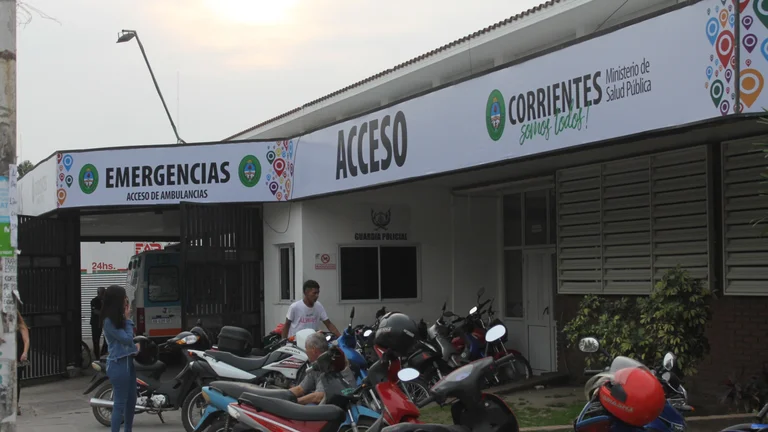 EMERGENCIAS
ACCESO DE AMBULANCIAS
ACCESO
CORRIENTES
somos todos!
Ministerio de
Salud Pública
GUARDIA POLICIAL
24hs.